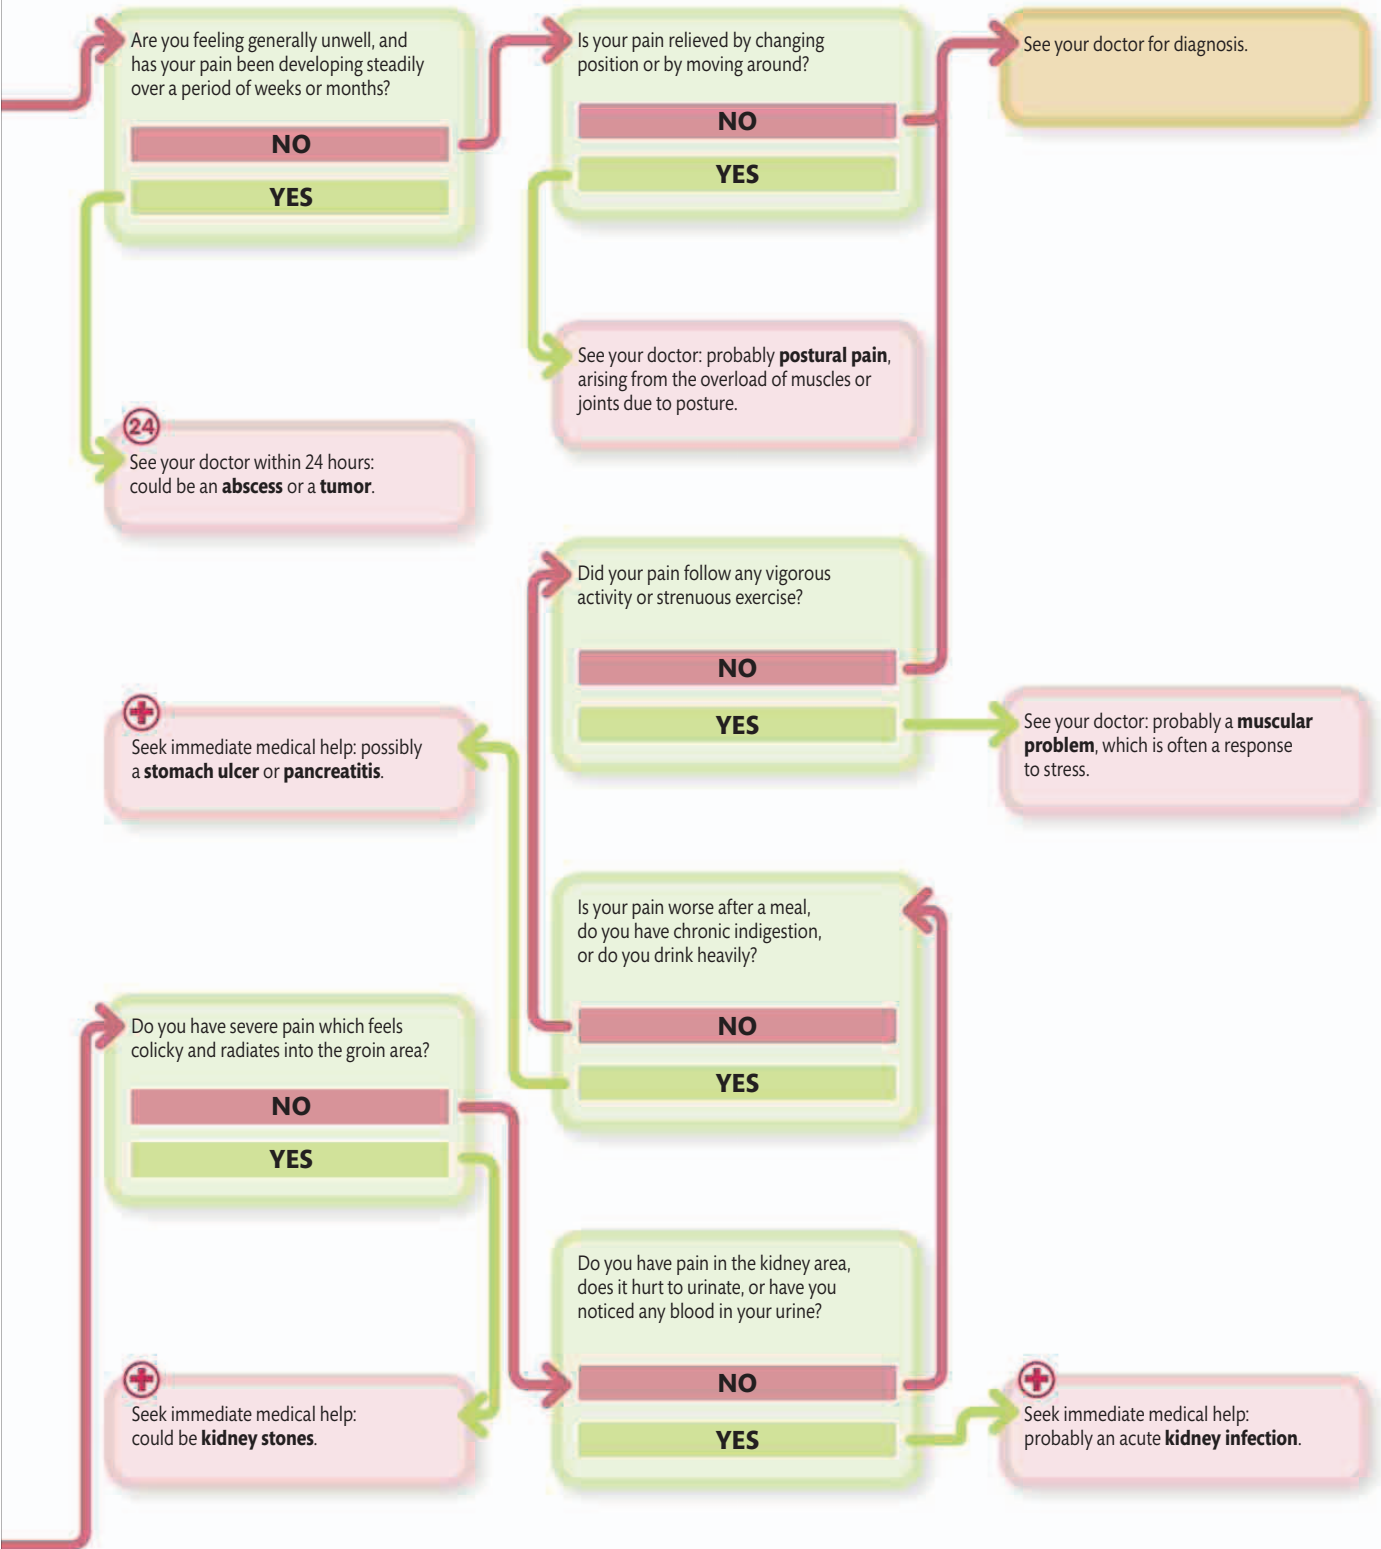 Are you feeling generally unwell, and
has your pain been developing steadily
over a period of weeks or months?
NO
YES
Is your pain relieved by changing
position or by moving around?
NO
YES
See your doctor for diagnosis.
See your doctor: probably postural pain,
arising from the overload of muscles or
joints due to posture.
24
See your doctor within 24 hours:
could be an abscess or a tumor.
Did your pain follow any vigorous
activity or strenuous exercise?
NO
YES
Seek immediate medical help: possibly
a stomach ulcer or pancreatitis.
See your doctor: probably a muscular
problem, which is often a response
to stress.
Is your pain worse after a meal,
do you have chronic indigestion,
or do you drink heavily?
NO
YES
Do you have severe pain which feels
colicky and radiates into the groin area?
NO
YES
Do you have pain in the kidney area,
does it hurt to urinate, or have you
noticed any blood in your urine?
NO
YES
Seek immediate medical help:
could be kidney stones.
Seek immediate medical help:
probably an acute kidney infection.